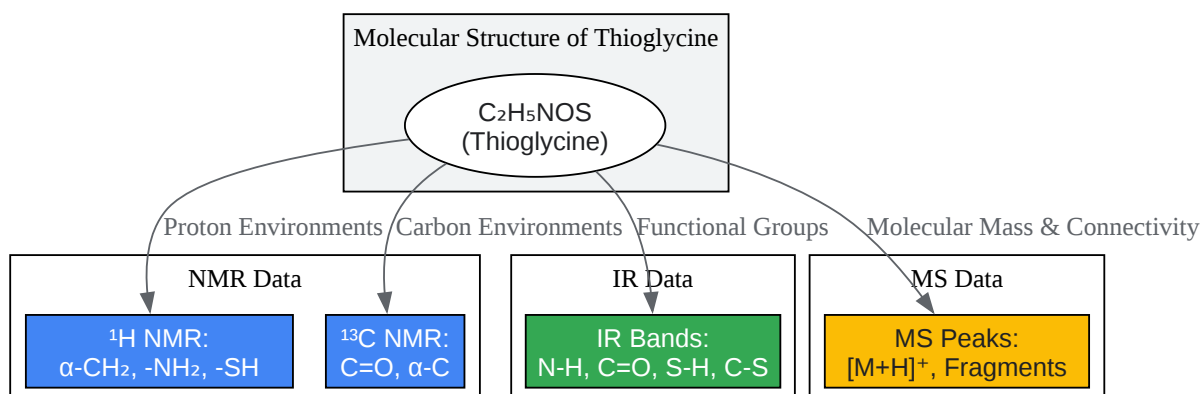 Molecular Structure of Thioglycine
C₂H₅NOS
(Thioglycine)
Proton Environments
Carbon Environments
Functional Groups
Molecular Mass & Connectivity
NMR Data
IR Data
MS Data
¹H NMR:
α-CH₂, -NH₂, -SH
¹³C NMR:
C=O, α-C
IR Bands:
N-H, C=O, S-H, C-S
MS Peaks:
[M+H]⁺, Fragments